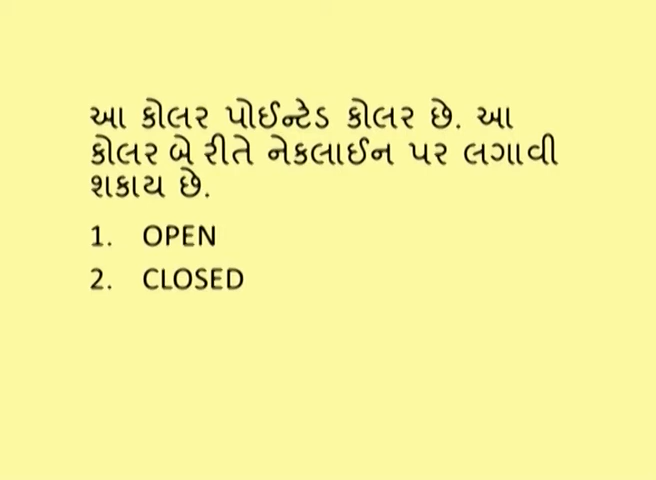 આ કોલર પોઈન્ટેડ કોલર છે. આ
કોલર બે રીતે નેકલાઈન પર લગાવી
શકાય છે.
1. OPEN
2. CLOSED